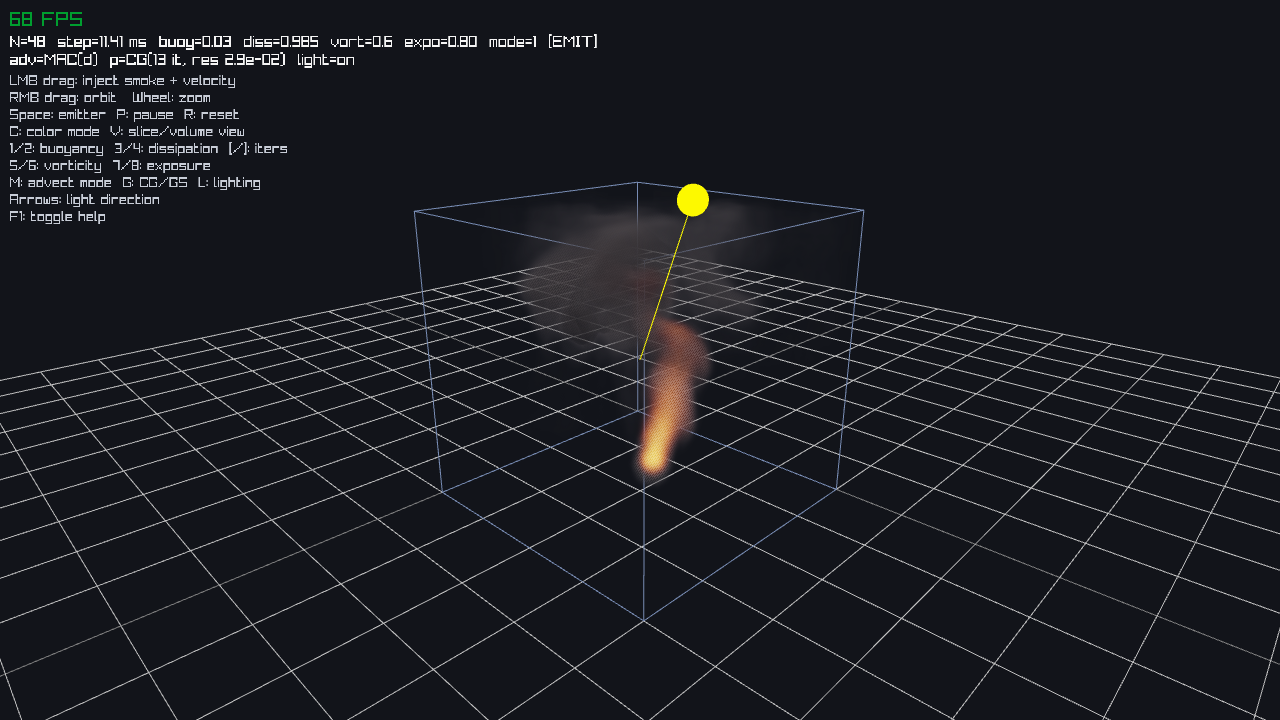 68 FPS
N=48 step=11.41 ms buoy=0.03 diss=0.985 vort=0.6 expo=0.80 mode=1 [EMIT]
adv=MAC(d) p=CG(13 it, res 2.9e-02) light=on
LMB drag: inject smoke + velocity
RMB drag: orbit Wheel: zoom
Space: emitter P: pause R: reset
C: color mode V: slice/volume view
1/2: buoyancy 3/4: dissipation [/]: iters
5/6: vorticity 7/8: exposure
M: advect mode G: CG/GS L: lighting
Arrows: light direction
F1: toggle help